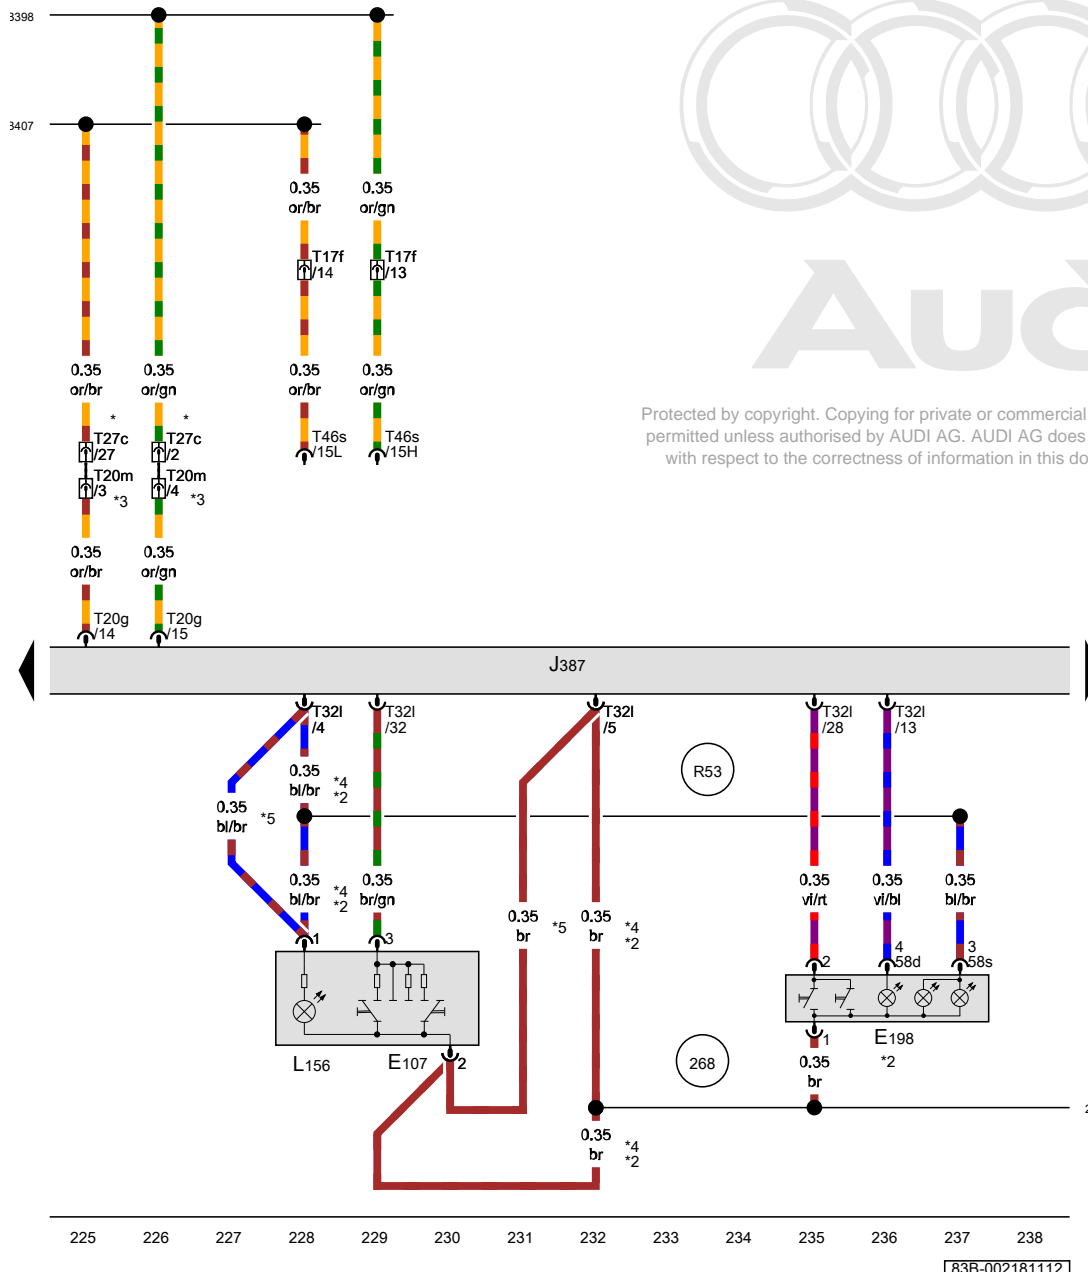 3398
3407
0.35
or/br
0.35
or/gn
T17f
/14
T17f
/13
0.35
or/br
0.35
or/gn
0.35
or/br
0.35
or/gn
*
*
T27c
/27
T27c
/2
T46s
/15L
T46s
/15H
T20m
/3
*3
T20m
/4
*3
0.35
or/br
0.35
or/gn
T20g
/14
T20g
/15
Audi
Protected by copyright. Copying for private or commercial
permitted unless authorised by AUDI AG. AUDI AG does
with respect to the correctness of information in this do
J387
T32l
/4
T32l
/32
T32l
/5
T32l
/28
T32l
/13
R53
0.35
bl/br
*4
*2
0.35
bl/br
*5
0.35
bl/br
*4
*2
0.35
br/gn
0.35
vi/rt
0.35
vi/bl
0.35
bl/br
0.35
br
*5
0.35
br
*4
*2
1
3
2
4
58d
3
58s
L156
E107
2
1
E198
*2
268
0.35
br
0.35
br
*4
*2
225 226 227 228 229 230 231 232 233 234 235 236 237 238
83B-002181112